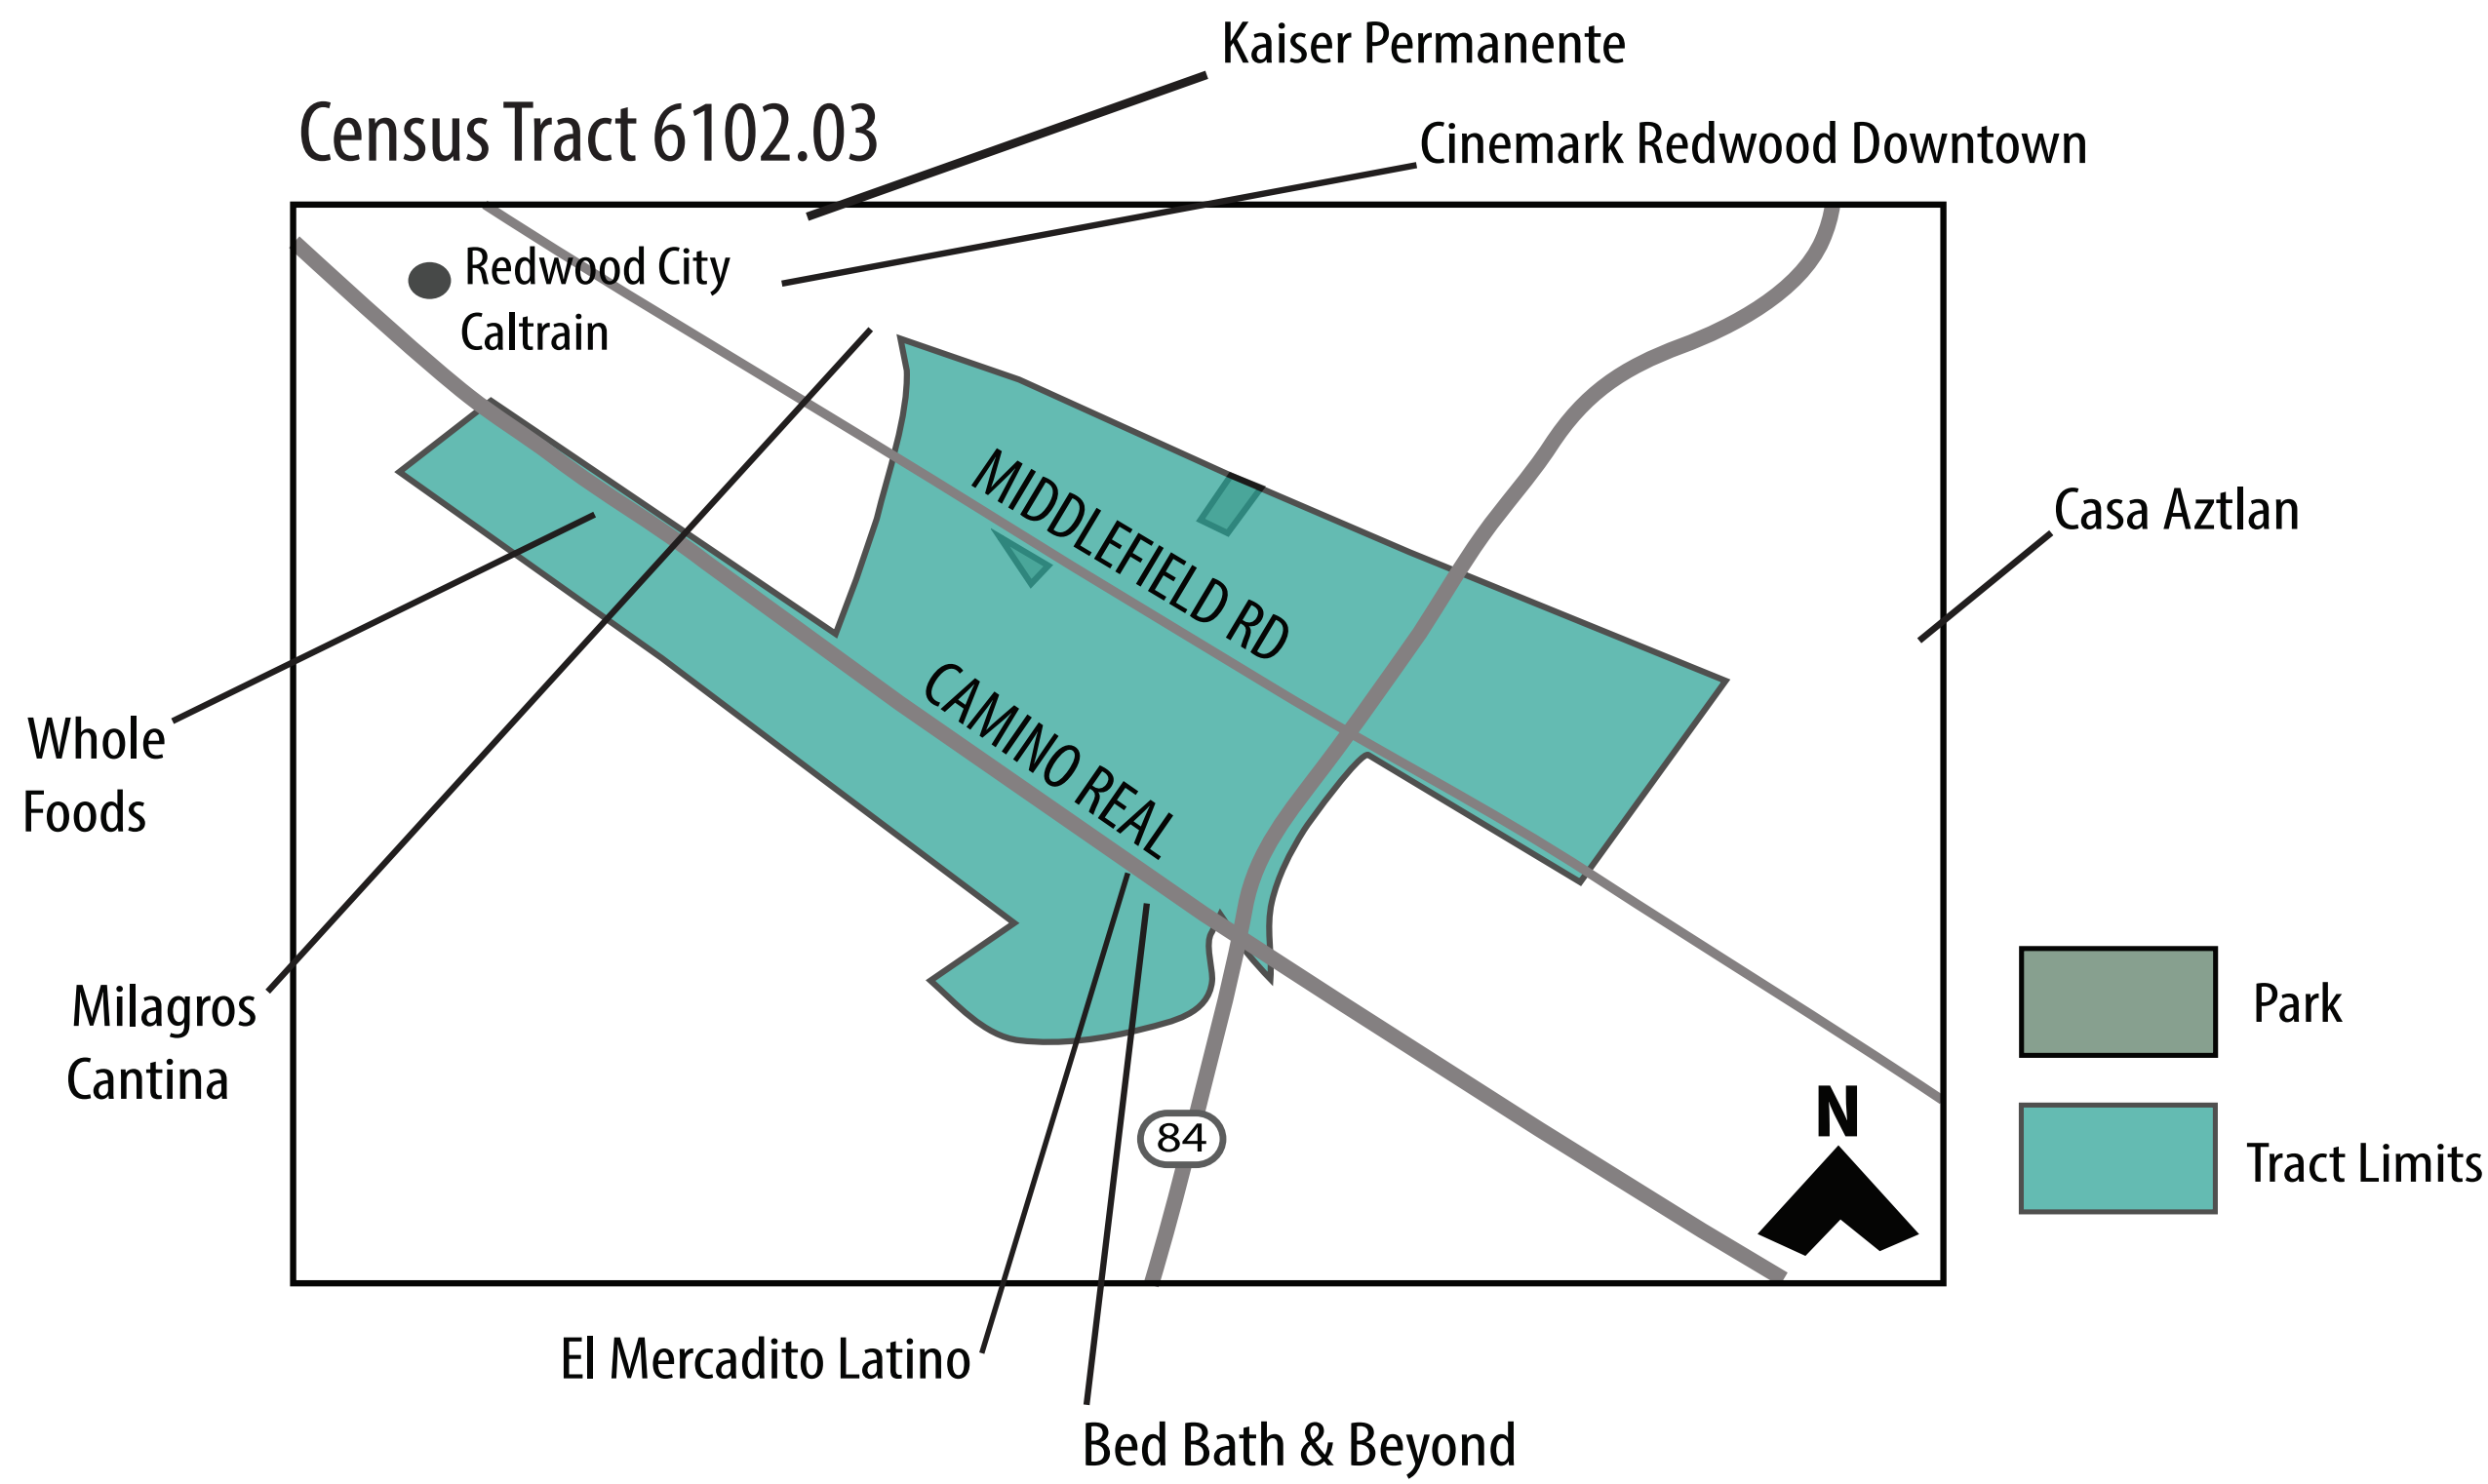 Kaiser Permanente
Census Tract 6102.03
Cinemark Redwood Downtown
Redwood City
Caltrain
MIDDLEFIELD RD
Casa Aztlan
CAMINO REAL
Whole
Foods
Milagros
Cantina
Park
N
84
Tract Limits
El Mercadito Latino
Bed Bath & Beyond